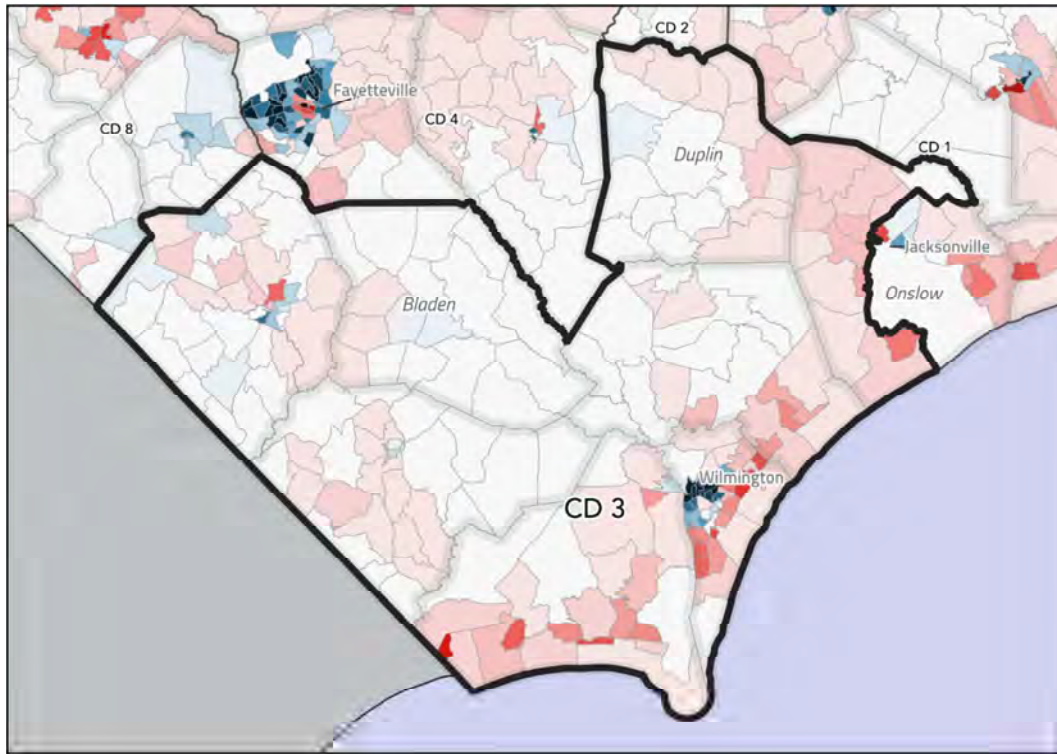 CD 2
Fayetteville
CD 8
CD 4
CD 1
Duplin
Jacksonville
Onslow
Bladen
Wilmington
CD 3